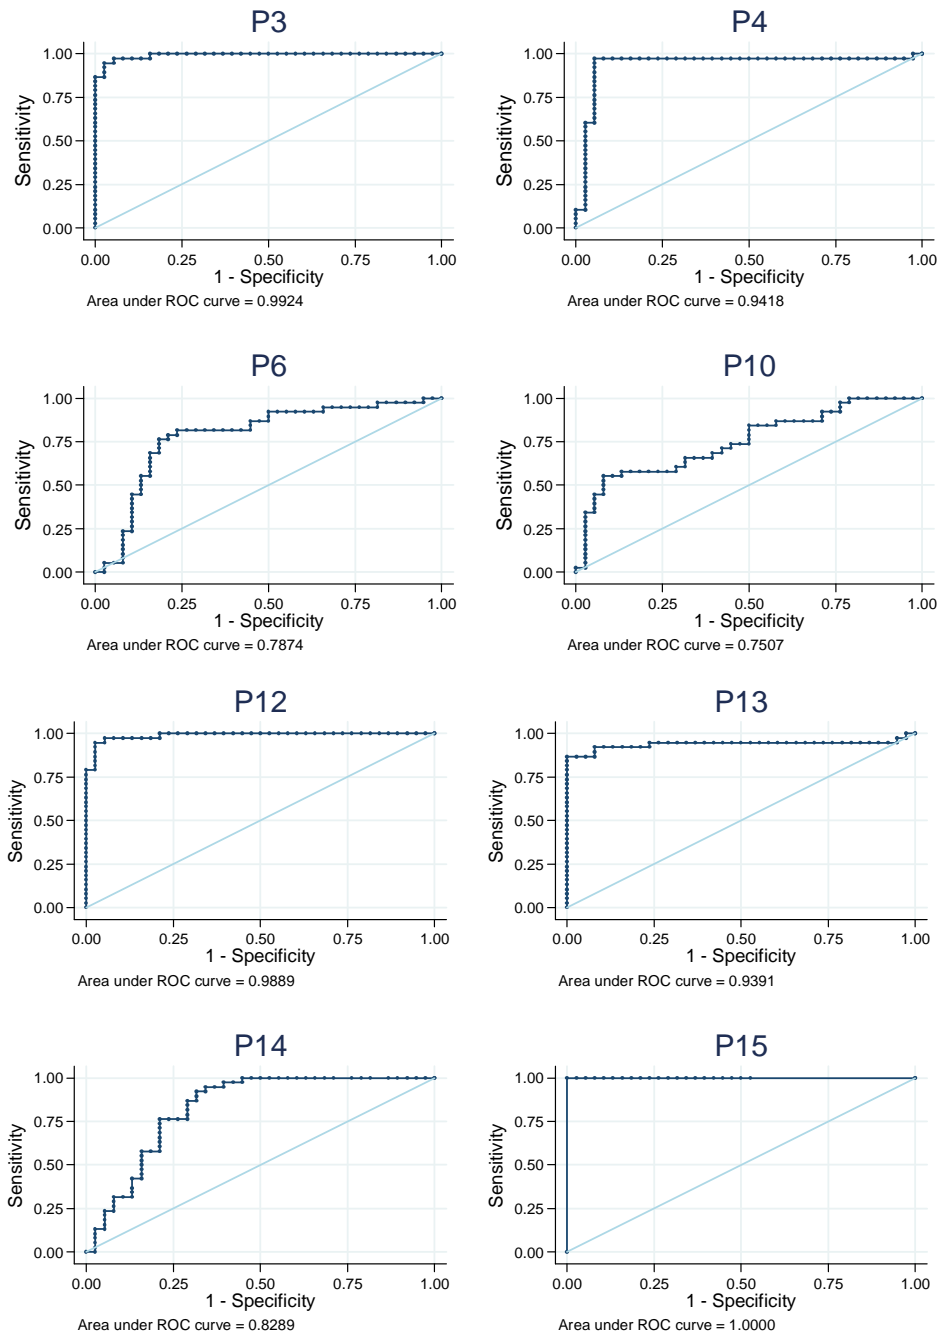 P3
Sensitivity
1.00
0.75
0.50
0.25
0.00
0.00 0.25 0.50 0.75 1.00
1 - Specificity
Area under ROC curve = 0.9924
P4
Sensitivity
1.00
0.75
0.50
0.25
0.00
0.00 0.25 0.50 0.75 1.00
1 - Specificity
Area under ROC curve = 0.9418
P6
Sensitivity
1.00
0.75
0.50
0.25
0.00
0.00 0.25 0.50 0.75 1.00
1 - Specificity
Area under ROC curve = 0.7874
P10
Sensitivity
1.00
0.75
0.50
0.25
0.00
0.00 0.25 0.50 0.75 1.00
1 - Specificity
Area under ROC curve = 0.7507
P12
Sensitivity
1.00
0.75
0.50
0.25
0.00
0.00 0.25 0.50 0.75 1.00
1 - Specificity
Area under ROC curve = 0.9889
P13
Sensitivity
1.00
0.75
0.50
0.25
0.00
0.00 0.25 0.50 0.75 1.00
1 - Specificity
Area under ROC curve = 0.9391
P14
Sensitivity
1.00
0.75
0.50
0.25
0.00
0.00 0.25 0.50 0.75 1.00
1 - Specificity
Area under ROC curve = 0.8289
P15
Sensitivity
1.00
0.75
0.50
0.25
0.00
0.00 0.25 0.50 0.75 1.00
1 - Specificity
Area under ROC curve = 1.0000